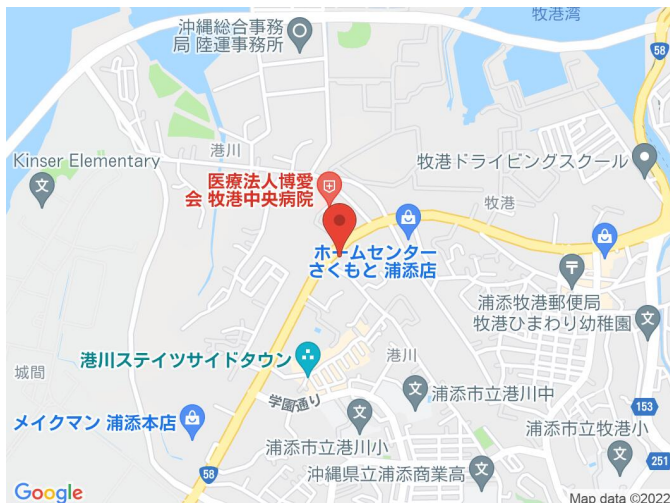 沖縄総合事務
局 陸運事務所
牧港湾
58
Kinser Elementary
港川
牧港ドライビングスクール
医療法人博愛
会 牧港中央病院
牧港
ホームセンター
さくもと 浦添店
浦添牧港郵便局
牧港ひまわり幼稚園
港川ステイツサイドタウン
港川
城間
学園通り
浦添市立港川中
メイクマン 浦添本店
153
浦添市立港川小
浦添市立牧港小
58
沖縄県立浦添商業高
251
Google
Map data ©2022